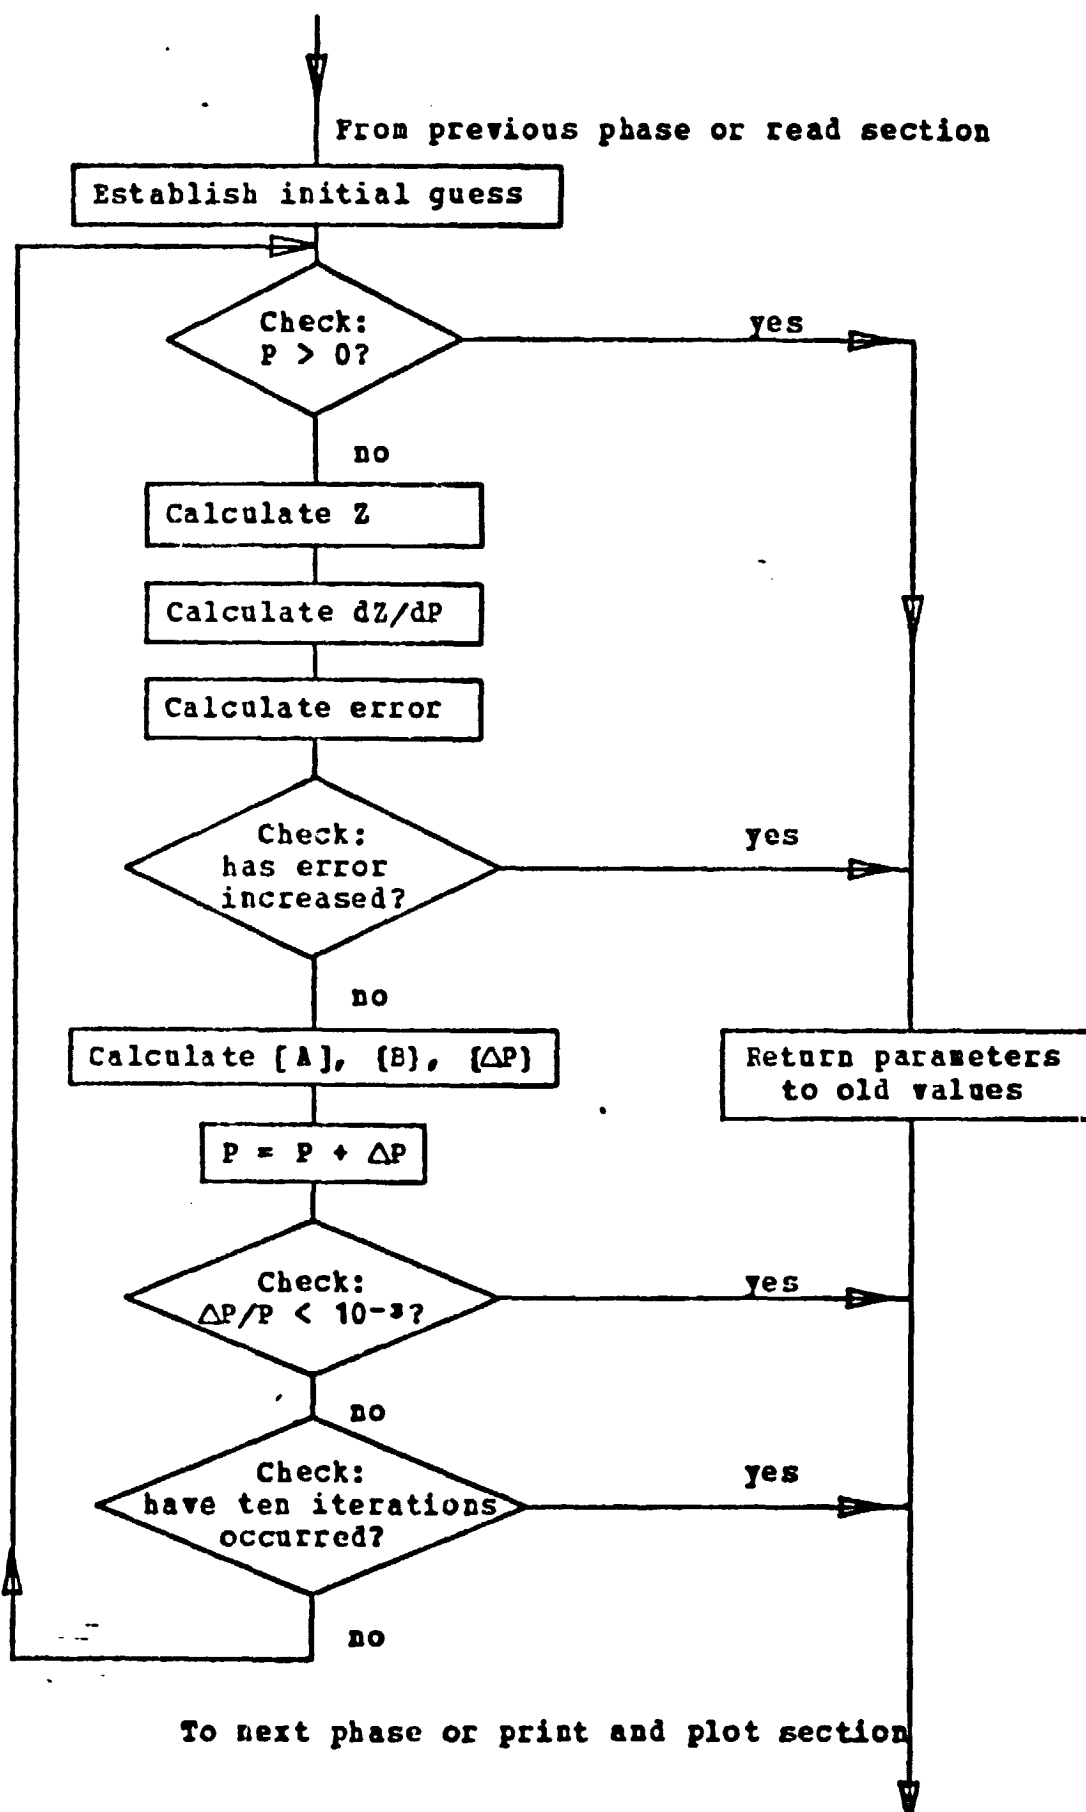 From previous phase or read section
Establish initial guess
Check:
P > 0?
yes
no
Calculate Z
Calculate dZ/dP
Calculate error
Check:
has error
increased?
yes
no
Calculate [A], {B}, {ΔP}
Return parameters
to old values
P = P + ΔP
Check:
ΔP/P < 10⁻³?
yes
no
Check:
have ten iterations
occurred?
yes
no
To next phase or print and plot section